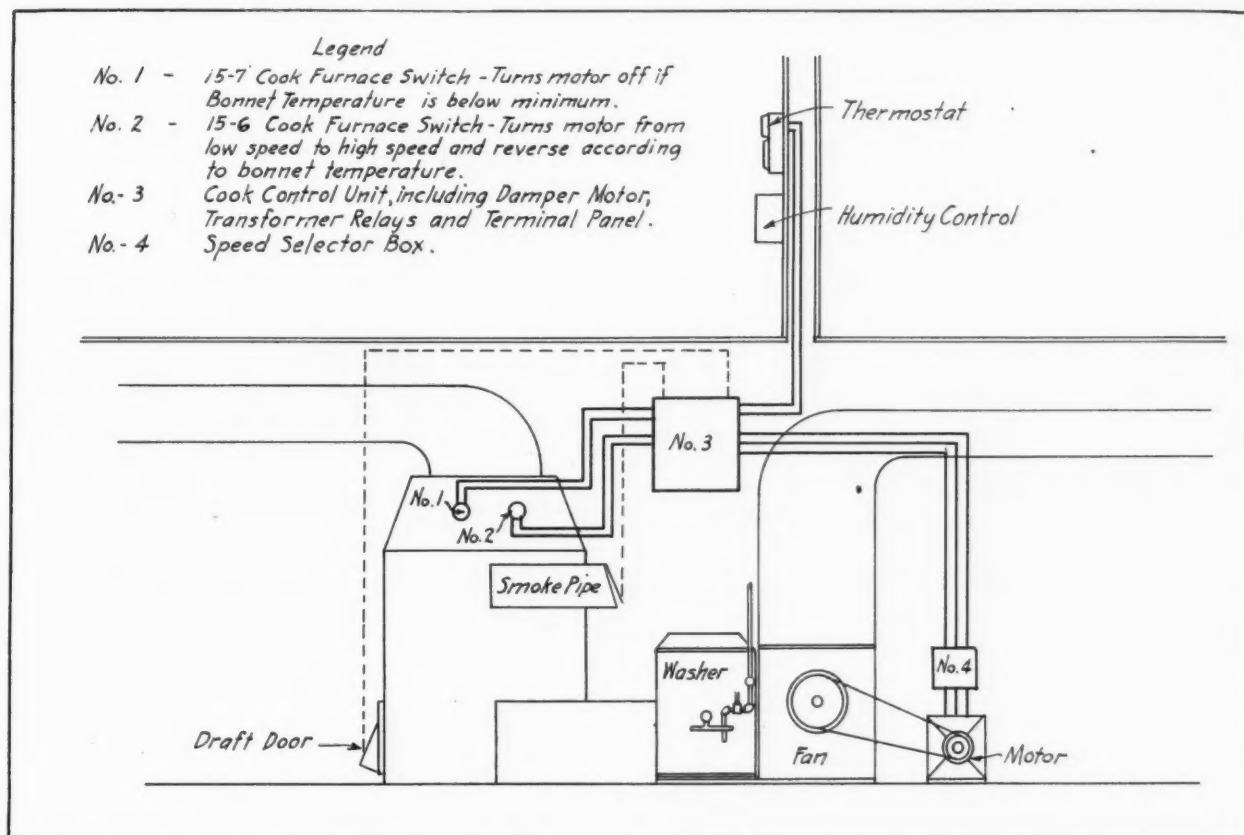 Legend
No. 1 - 15-7 Cook Furnace Switch - Turns motor off if
Bonnet Temperature is below minimum.
No. 2 - 15-6 Cook Furnace Switch - Turns motor from
low speed to high speed and reverse according
to bonnet temperature.
No.- 3 Cook Control Unit, including Damper Motor,
Transformer Relays and Terminal Panel.
No.- 4 Speed Selector Box.
Thermostat
Humidity Control
No. 3
No. 1
No. 2
Smoke Pipe
Washer
No. 4
Draft Door
Fan
Motor